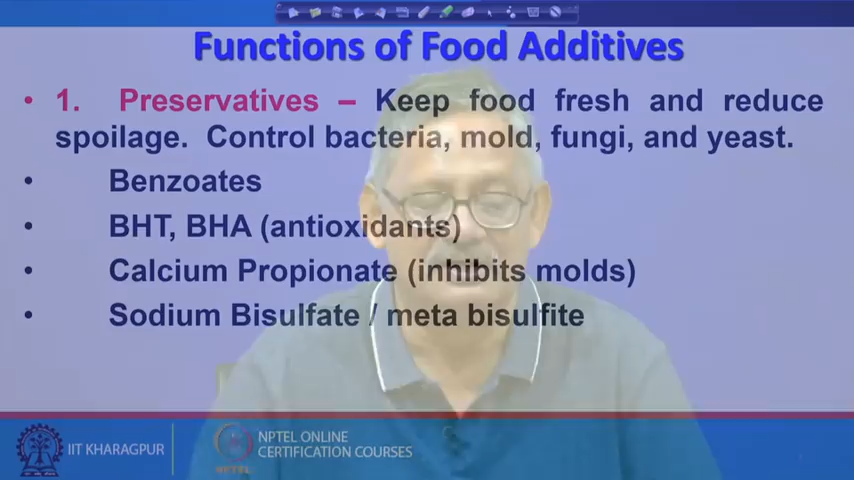 Functions of Food Additives
• 1. Preservatives – Keep food fresh and reduce
spoilage. Control bacteria, mold, fungi, and yeast.
• Benzoates
• BHT, BHA (antioxidants)
• Calcium Propionate (inhibits molds)
• Sodium Bisulfate / meta bisulfite
IIT KHARAGPUR
NPTEL ONLINE
CERTIFICATION COURSES
NPTEL